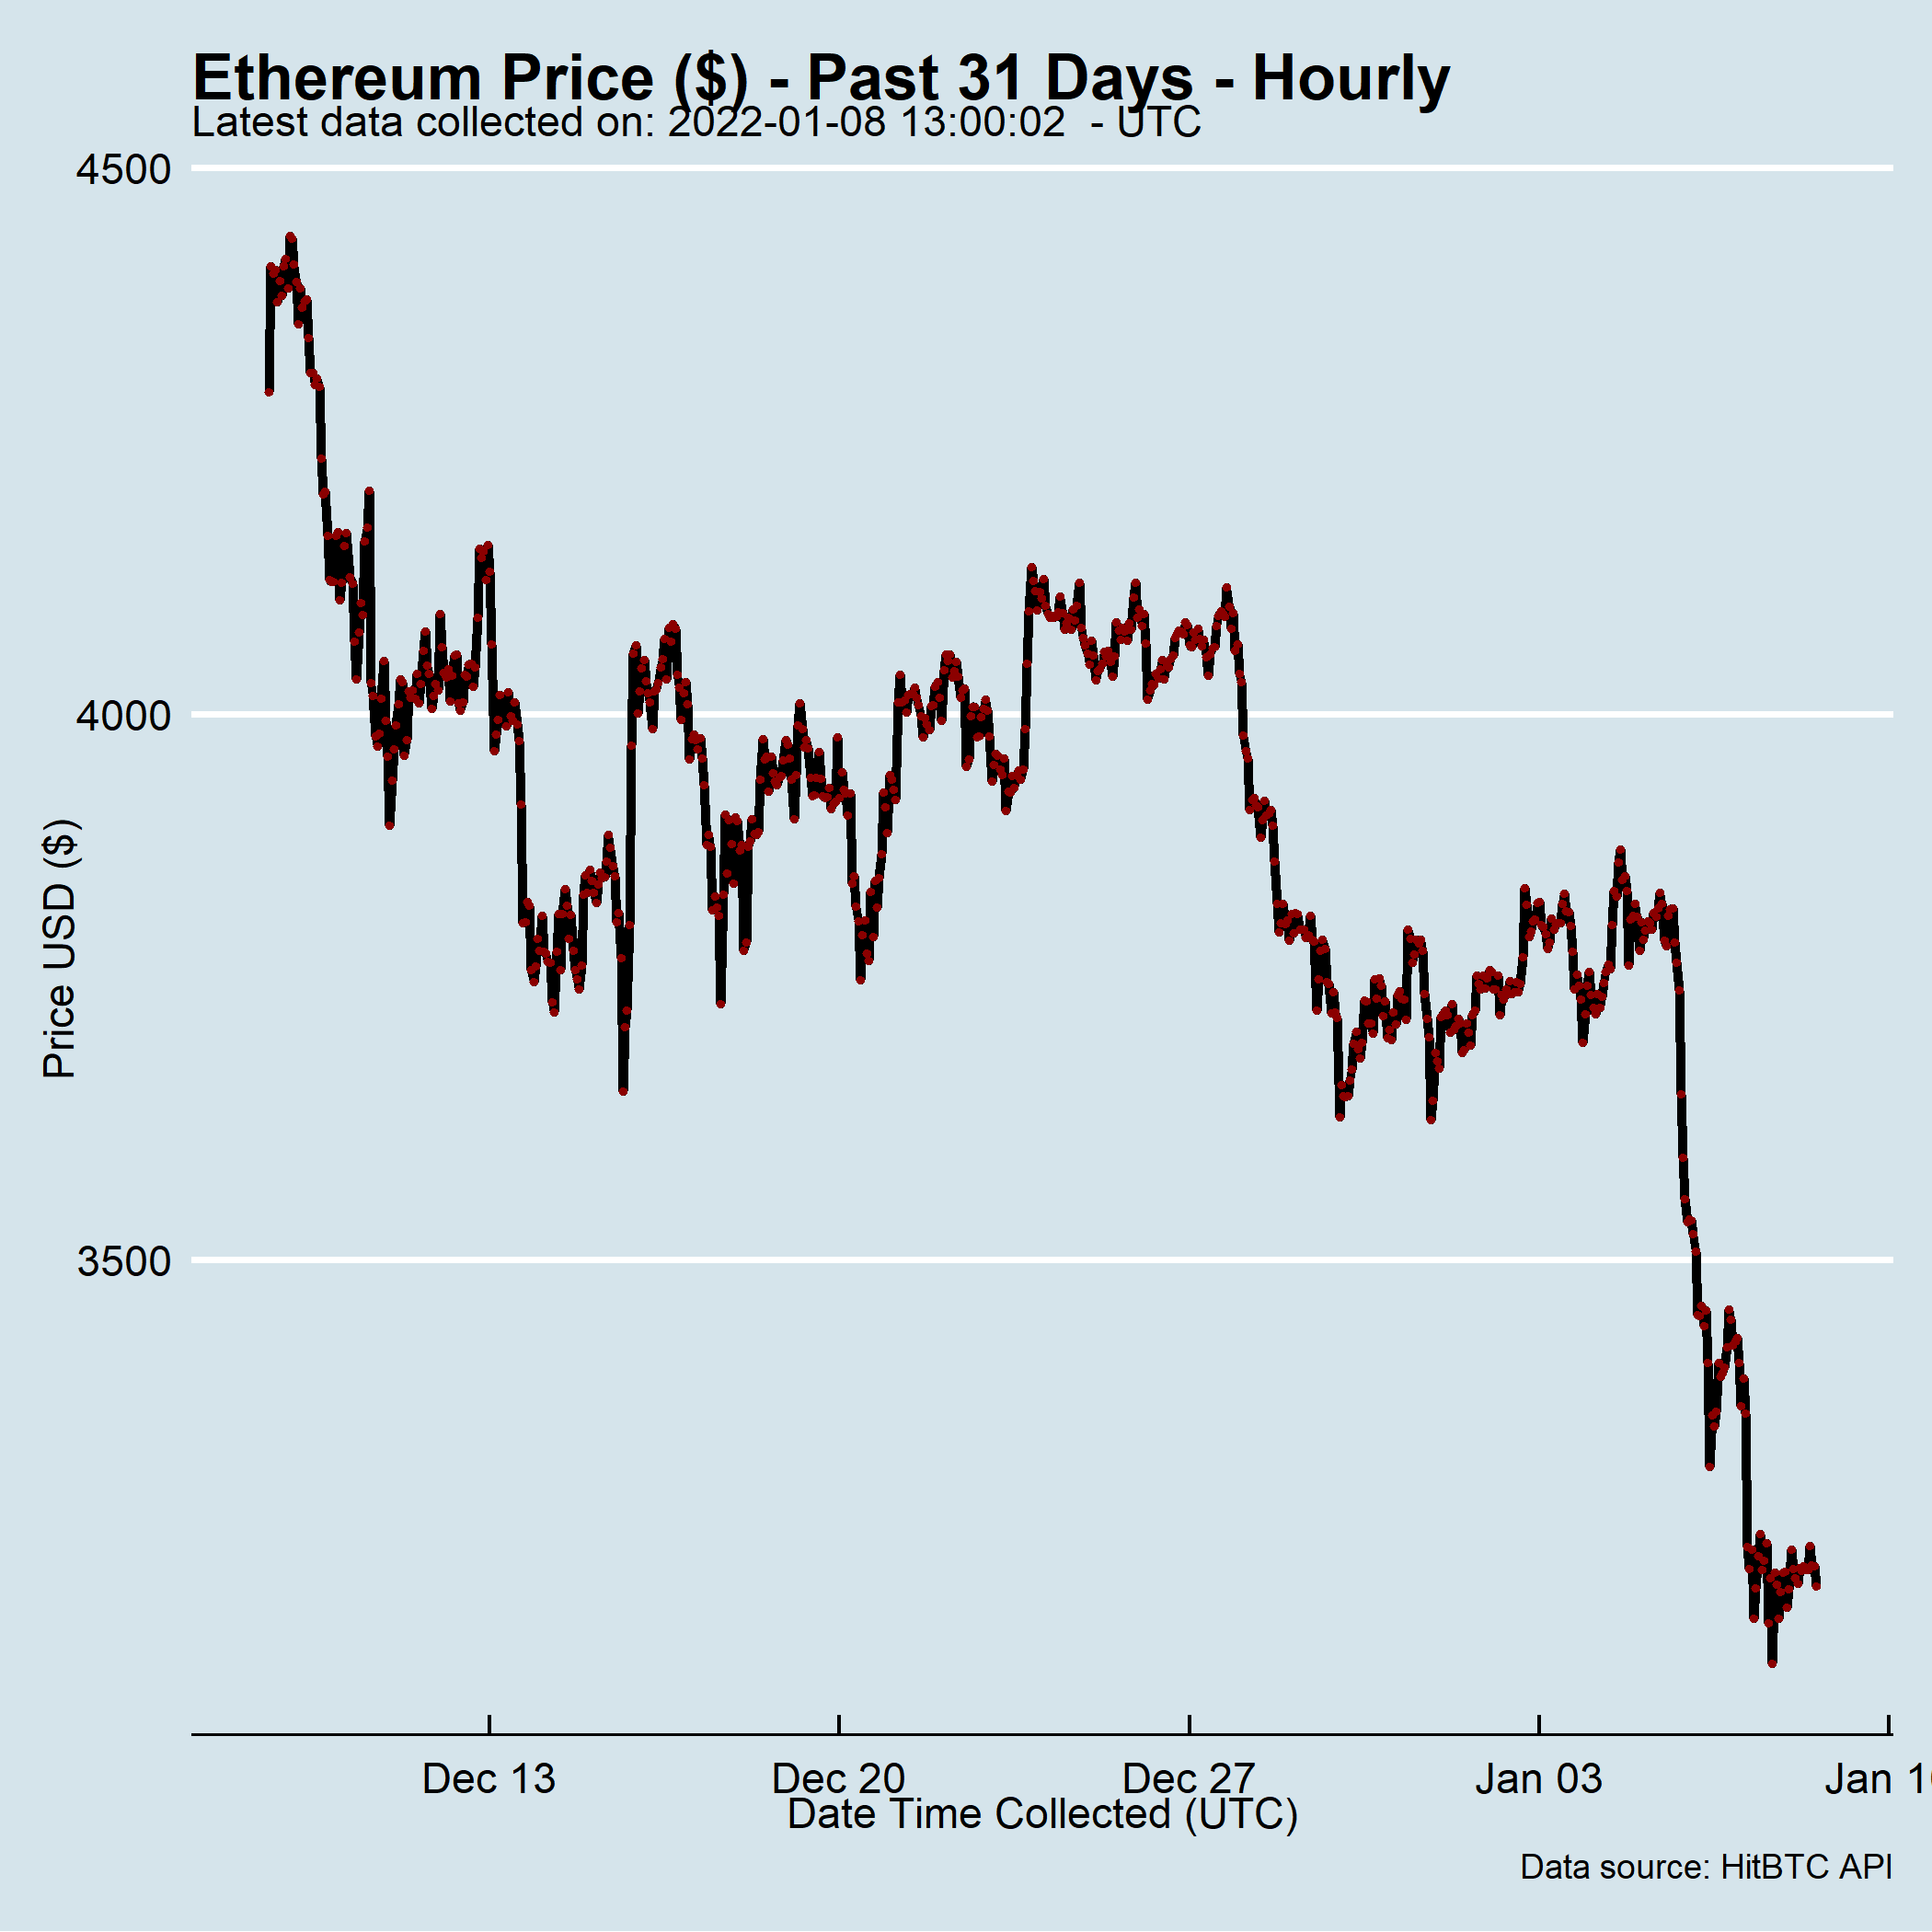 Ethereum Price ($) - Past 31 Days - Hourly
Latest data collected on: 2022-01-08 13:00:02  - UTC
4500
4000
3500
Price USD ($)
Dec 13 Dec 20 Dec 27 Jan 03 Jan 1
Date Time Collected (UTC)
Data source: HitBTC API